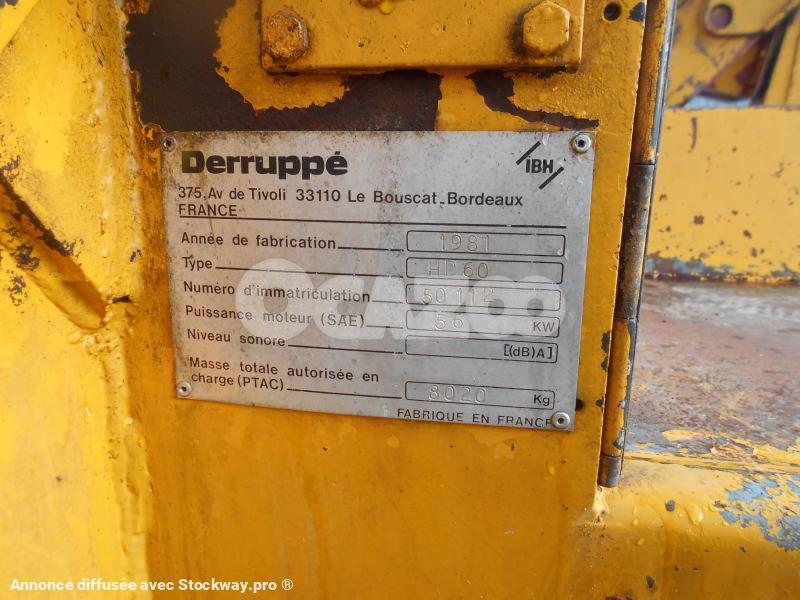 Derruppé
IBH
375.Av de Tivoli 33110 Le Bouscat-Bordeaux
FRANCE
Année de fabrication 1981
Type HD60
Numéro d'immatriculation 50112
Puissance moteur (SAE) 56 KW
Niveau sonore [(dB)A]
Masse totale autorisée en
charge (PTAC) 8020 Kg
FABRIQUE EN FRANCE
OCAZOO
Annonce diffusée avec Stockway.pro ®